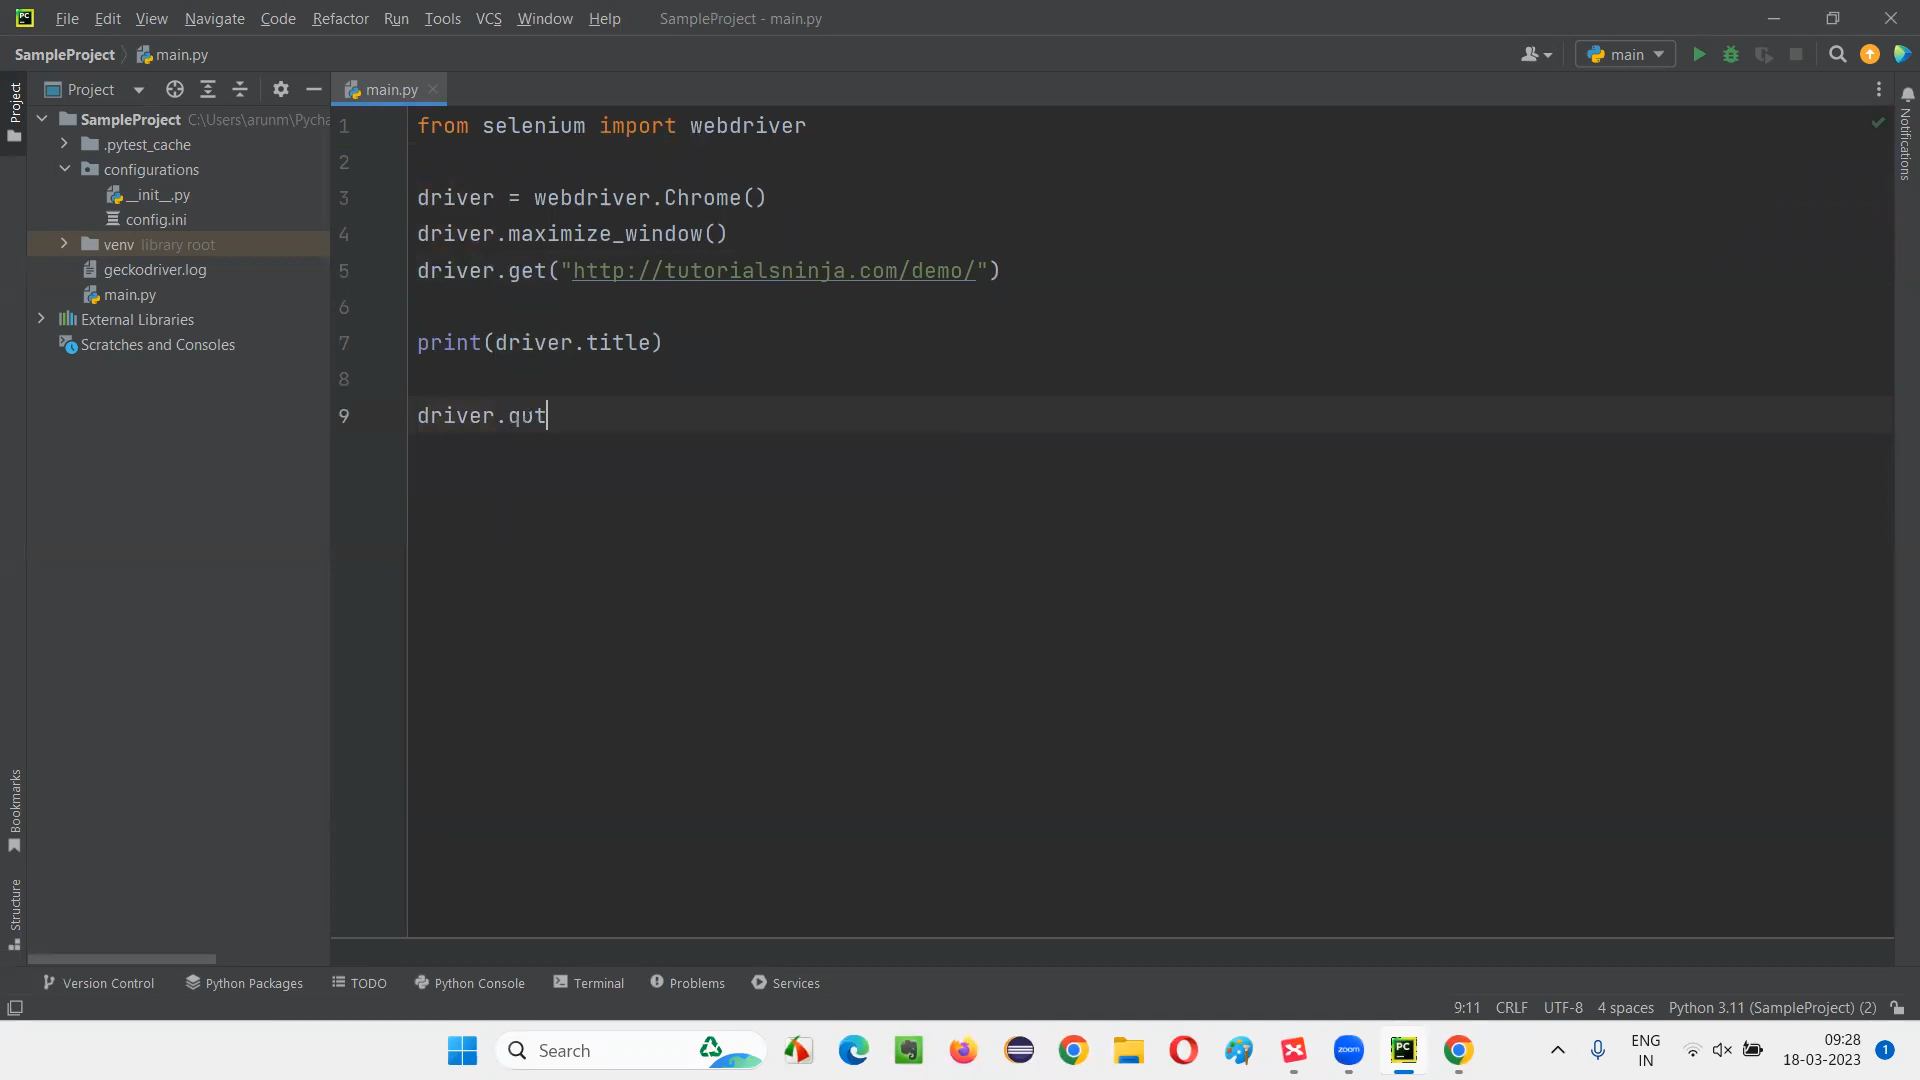 PC
File Edit View Navigate Code Refactor Run Tools VCS Window Help SampleProject - main.py
SampleProject main.py
main
Project
main.py
Project
SampleProject C:\Users\arunm\Pycha
.pytest_cache
configurations
__init__.py
config.ini
venv library root
geckodriver.log
main.py
External Libraries
Scratches and Consoles
1 from selenium import webdriver
2
3 driver = webdriver.Chrome()
4 driver.maximize_window()
5 driver.get("http://tutorialsninja.com/demo/")
6
7 print(driver.title)
8
9 driver.qut
Notifications
Bookmarks
Structure
Version Control Python Packages TODO Python Console Terminal Problems Services
9:11 CRLF UTF-8 4 spaces Python 3.11 (SampleProject) (2)
Search
zoom
PC
ENG
IN
09:28
18-03-2023
1